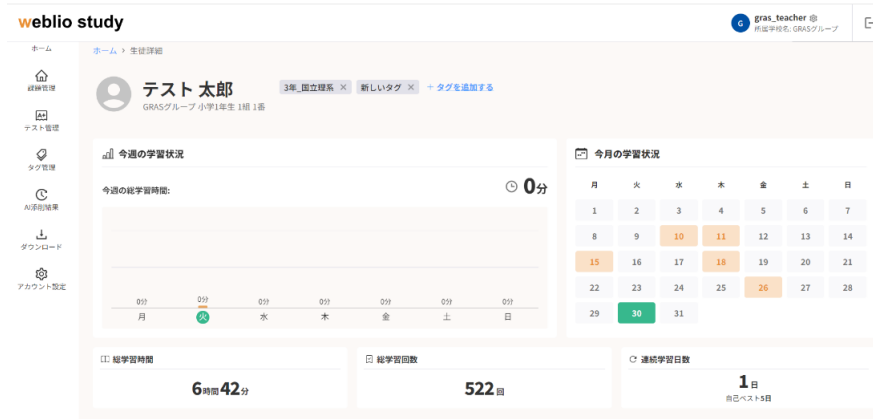 weblio study
G
gras_teacher
所属学校名: GRASグループ
ホーム
課題管理
テスト管理
タグ管理
AI添削結果
ダウンロード
アカウント設定
ホーム › 生徒詳細
テスト 太郎
GRASグループ 小学1年生 1組 1番
3年_国立理系 × 新しいタグ × + タグを追加する
今週の学習状況
今週の総学習時間:
0分
0分 0分 0分 0分 0分 0分 0分
月 火 水 木 金 土 日
今月の学習状況
月 火 水 木 金 土 日
1 2 3 4 5 6 7
8 9 10 11 12 13 14
15 16 17 18 19 20 21
22 23 24 25 26 27 28
29 30 31
総学習時間
6時間42分
総学習回数
522回
連続学習日数
1日
自己ベスト5日